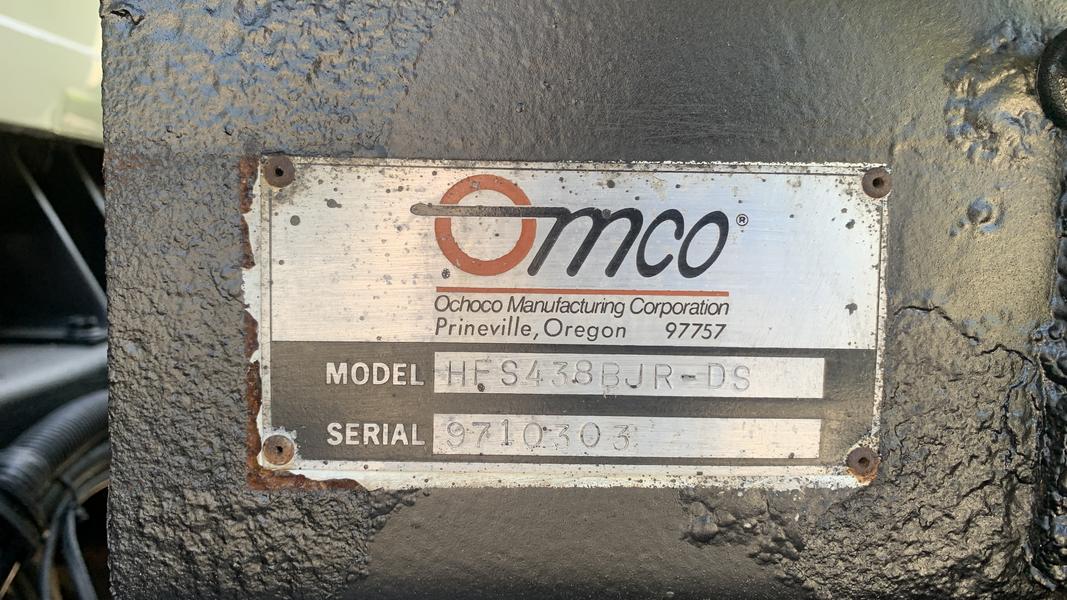 Omco®
Ochoco Manufacturing Corporation
Prineville, Oregon 97757
MODEL HFS438BJR-DS
SERIAL 9710303